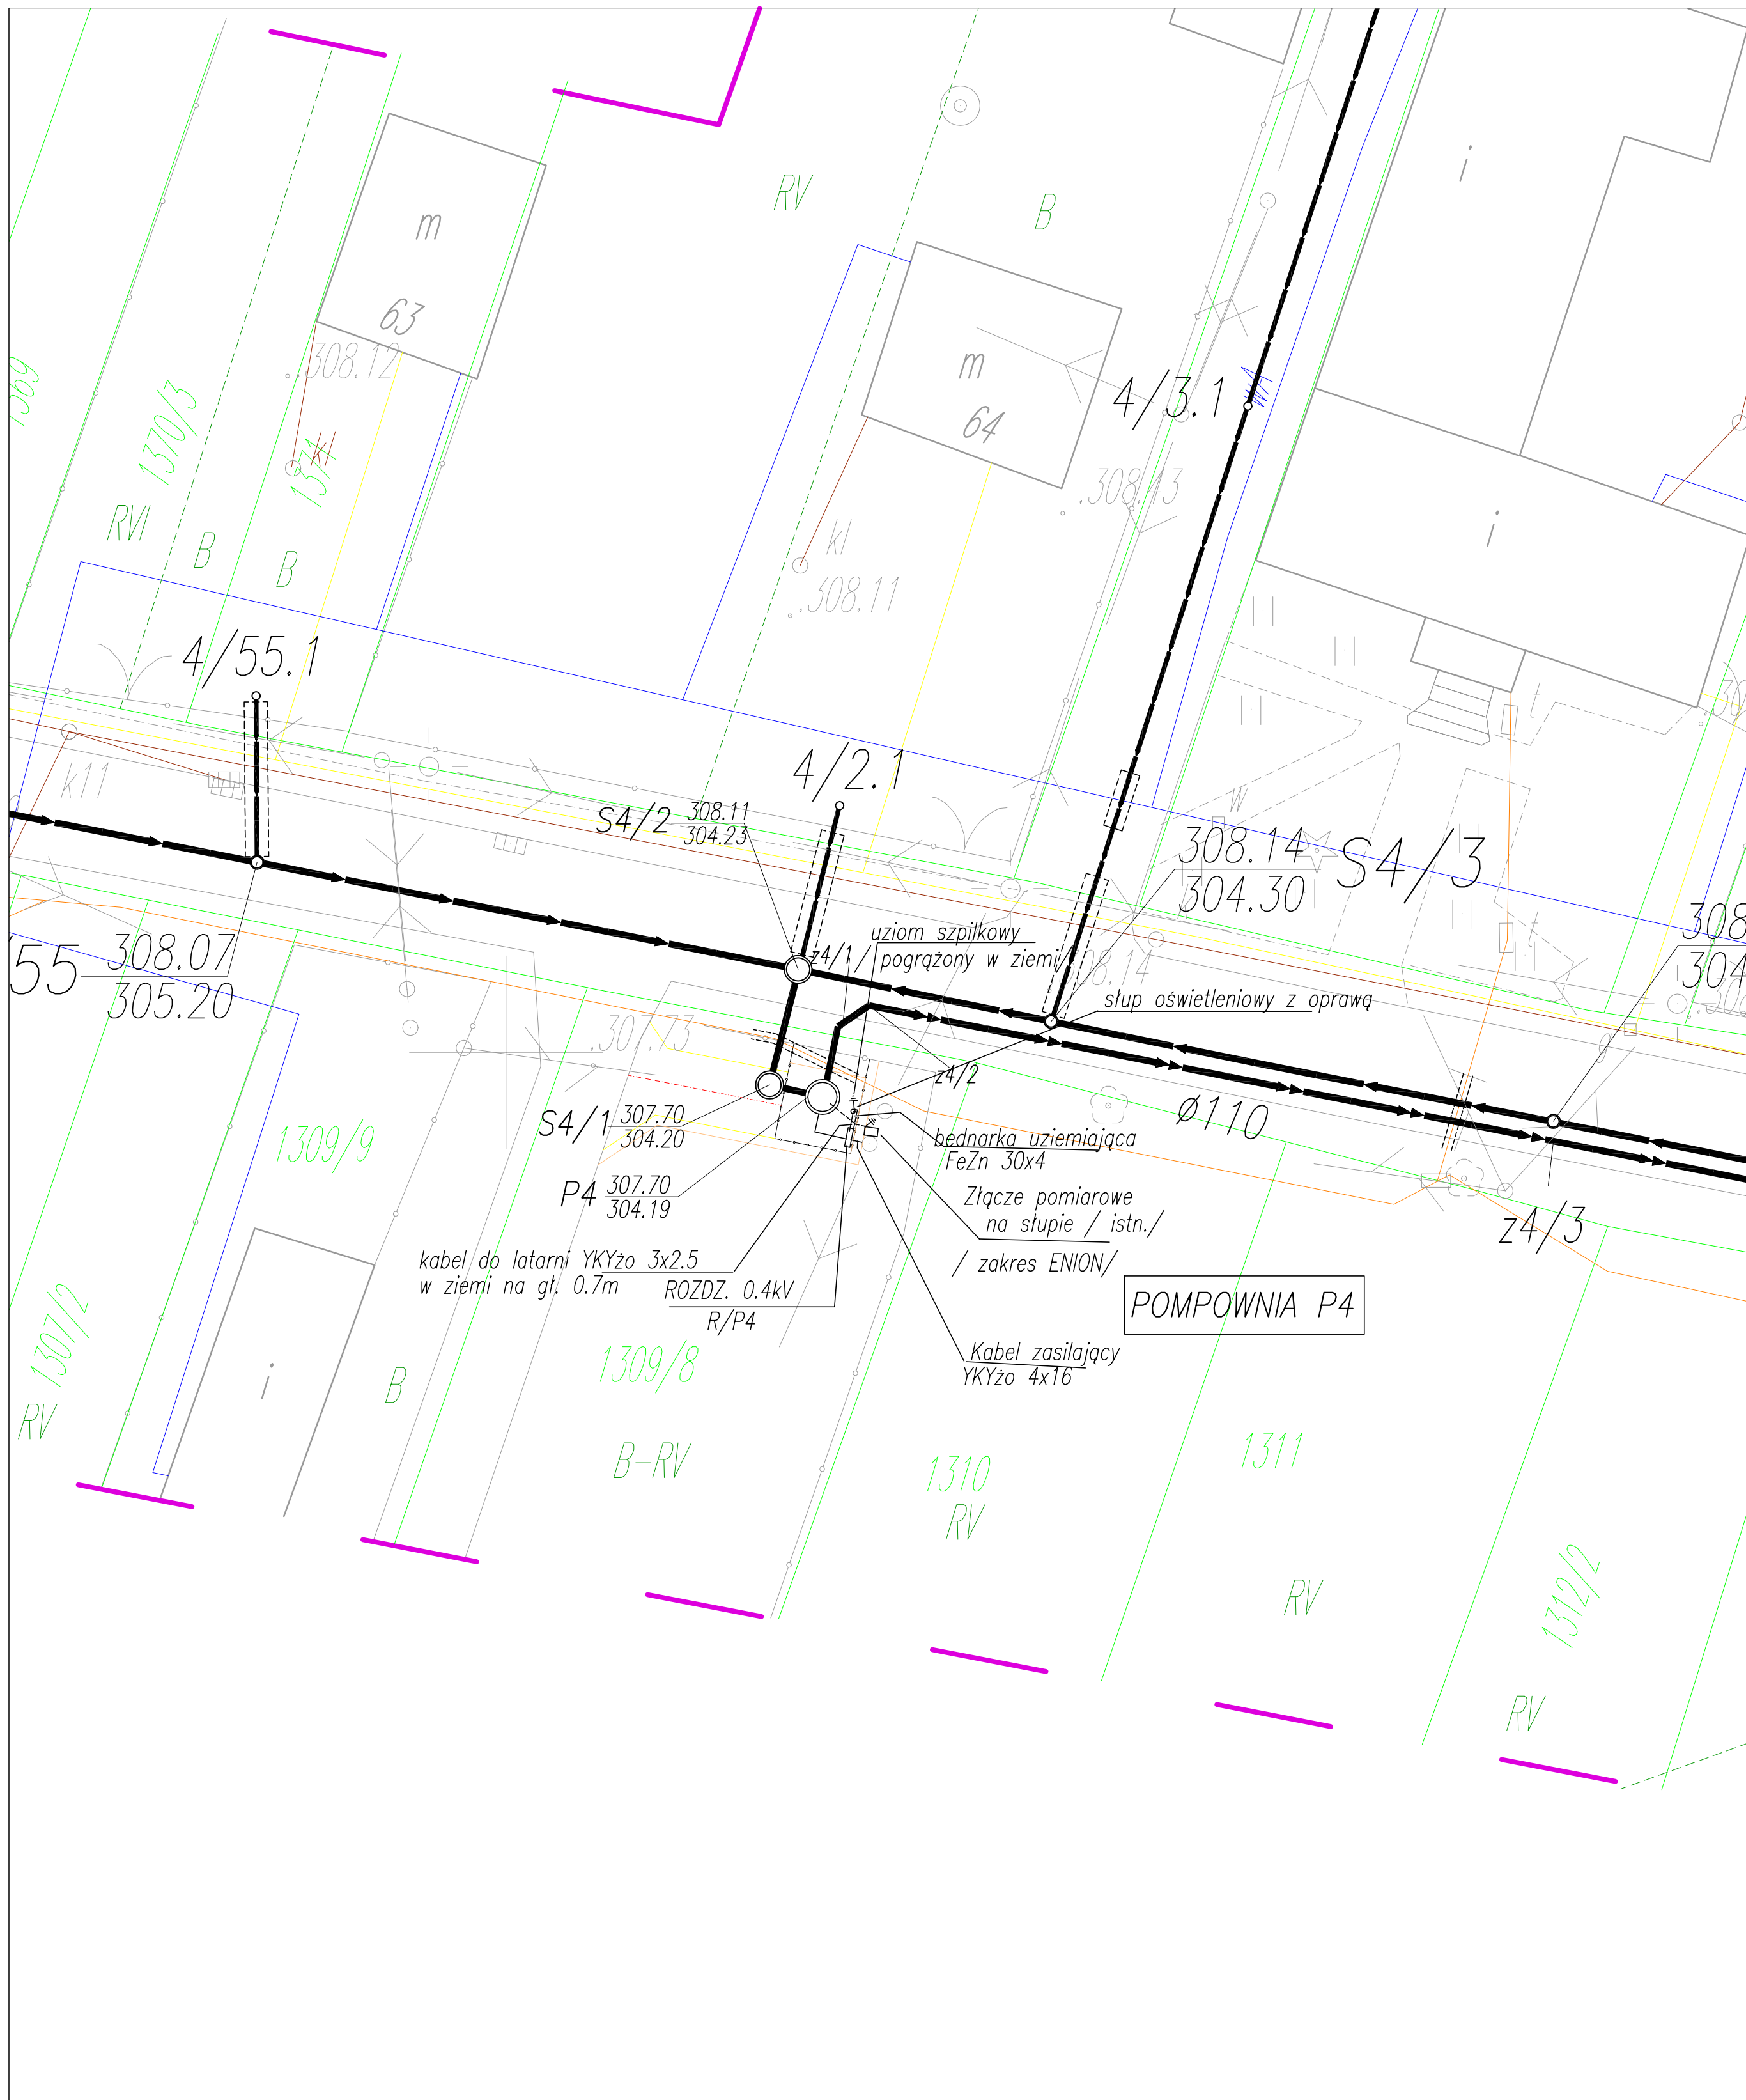 RV
B
m
63
308.12
m
64
4/3.1
i
1370/3
kl
1371
.308.43
RVI
B
B
kl
.308.11
i
4/55.1
k11
4/2.1
S4/2 308.11
304.23
W
t
t
t
308.14
304.30
S4/3
308
304
55 308.07
305.20
z4/1
uziom szpilkowy
/ pogrążony w ziemi/
słup oświetleniowy z oprawą
.307.73
z4/2
S4/1 307.70
304.20
ø110
1309/9
bednarka uziemiająca
FeZn 30x4
P4 307.70
304.19
Złącze pomiarowe
na słupie / istn./
/ zakres ENION/
z4/3
kabel do latarni YKYżo 3x2.5
w ziemi na gł. 0.7m
ROZDZ. 0.4kV
R/P4
POMPOWNIA P4
1307/2
RV
i
B
1309/8
Kabel zasilający
YKYżo 4x16
B-RV
1310
RV
1311
RV
1312/2
RV